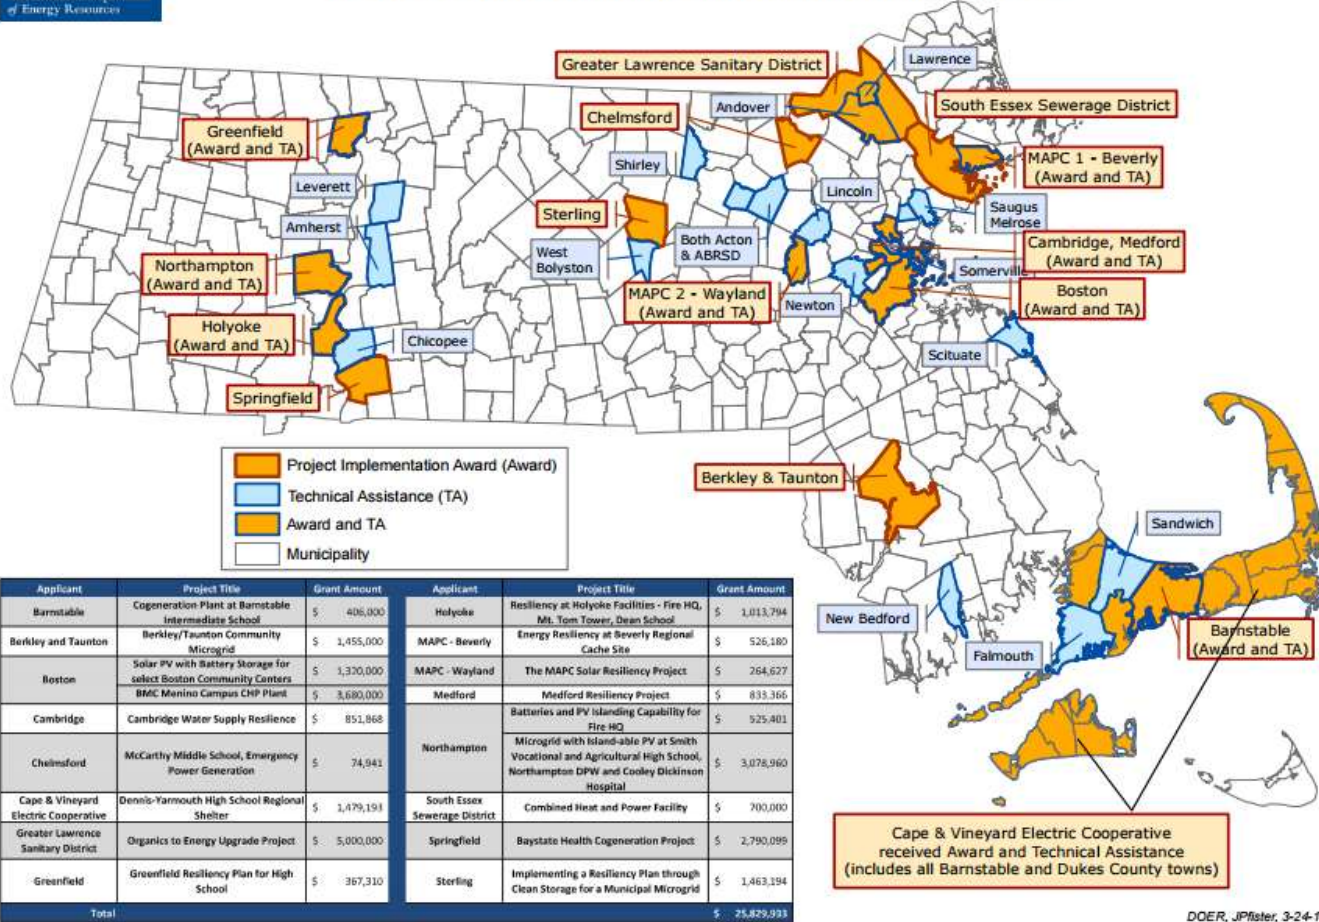 of Energy Resources
Greater Lawrence Sanitary District
Lawrence
Andover
South Essex Sewerage District
Chelmsford
Greenfield
(Award and TA)
MAPC 1 - Beverly
(Award and TA)
Shirley
Leverett
Lincoln
Saugus
Melrose
Sterling
Amherst
Both Acton
& ABRSD
Cambridge, Medford
(Award and TA)
West
Bolyston
Northampton
(Award and TA)
Somerville
MAPC 2 - Wayland
(Award and TA)
Newton
Boston
(Award and TA)
Holyoke
(Award and TA)
Chicopee
Scituate
Springfield
Project Implementation Award (Award)
Technical Assistance (TA)
Award and TA
Municipality
Berkley & Taunton
Sandwich
New Bedford
Falmouth
Barnstable
(Award and TA)
Cape & Vineyard Electric Cooperative
received Award and Technical Assistance
(includes all Barnstable and Dukes County towns)
Applicant Project Title Grant Amount Applicant Project Title Grant Amount
Barnstable
Cogeneration Plant at Barnstable
Intermediate School
$ 406,000
Berkley and Taunton
Berkley/Taunton Community
Microgrid
$ 1,455,000
Boston
Solar PV with Battery Storage for
select Boston Community Centers
$ 1,320,000
BMC Menino Campus CHP Plant
$ 3,680,000
Cambridge
Cambridge Water Supply Resilience
$ 851,868
Chelmsford
McCarthy Middle School, Emergency
Power Generation
$ 74,941
Cape & Vineyard
Electric Cooperative
Dennis-Yarmouth High School Regional
Shelter
$ 1,479,193
Greater Lawrence
Sanitary District
Organics to Energy Upgrade Project
$ 5,000,000
Greenfield
Greenfield Resiliency Plan for High
School
$ 367,310
Holyoke
Resiliency at Holyoke Facilities - Fire HQ,
Mt. Tom Tower, Dean School
$ 1,013,794
MAPC - Beverly
Energy Resiliency at Beverly Regional
Cache Site
$ 526,180
MAPC - Wayland
The MAPC Solar Resiliency Project
$ 264,627
Medford
Medford Resiliency Project
$ 833,366
Northampton
Batteries and PV Islanding Capability for
Fire HQ
$ 525,401
Microgrid with Island-able PV at Smith
Vocational and Agricultural High School,
Northampton DPW and Cooley Dickinson
Hospital
$ 3,078,960
South Essex
Sewerage District
Combined Heat and Power Facility
$ 700,000
Springfield
Baystate Health Cogeneration Project
$ 2,790,099
Sterling
Implementing a Resiliency Plan through
Clean Storage for a Municipal Microgrid
$ 1,463,194
Total $ 25,829,933
DOER, JPfister, 3-24-1